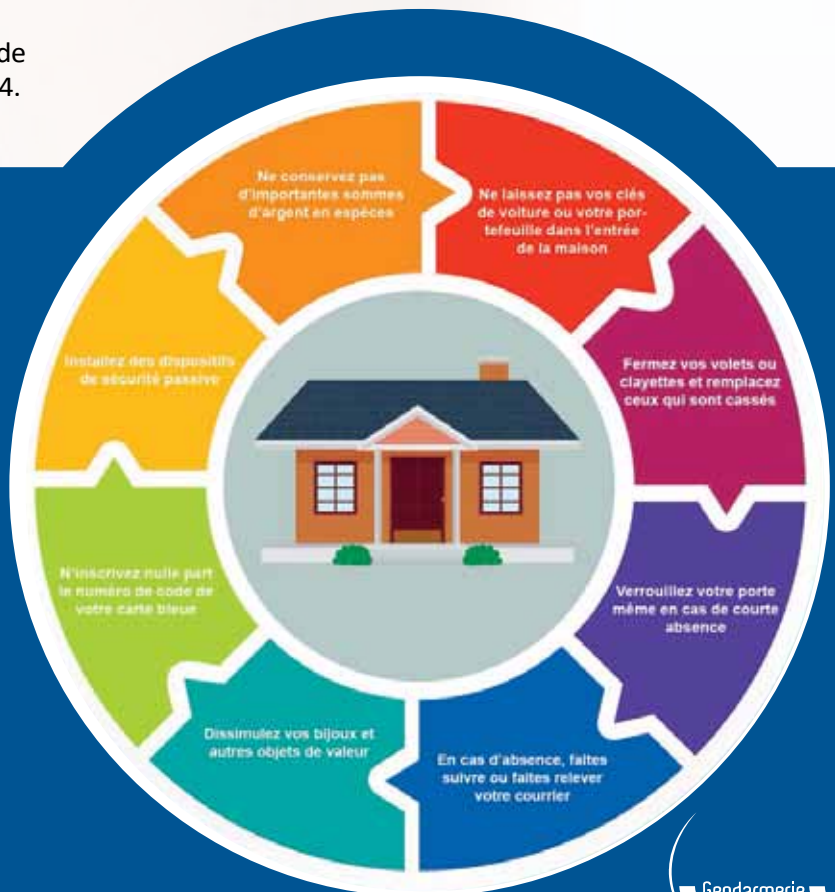 de
4.
Ne conservez pas
d'importantes sommes
d'argent en espèces
Ne laissez pas vos clés
de voiture ou votre por-
tefeuille dans l'entrée
de la maison
Fermez vos volets ou
clayettes et remplacez
ceux qui sont cassés
Verrouillez votre porte
même en cas de courte
absence
En cas d'absence, faites
suivre ou faites relever
votre courrier
Dissimulez vos bijoux et
autres objets de valeur
N'inscrivez nulle part
le numéro de code de
votre carte bleue
Installez des dispositifs
de sécurité passive
Gendarmerie